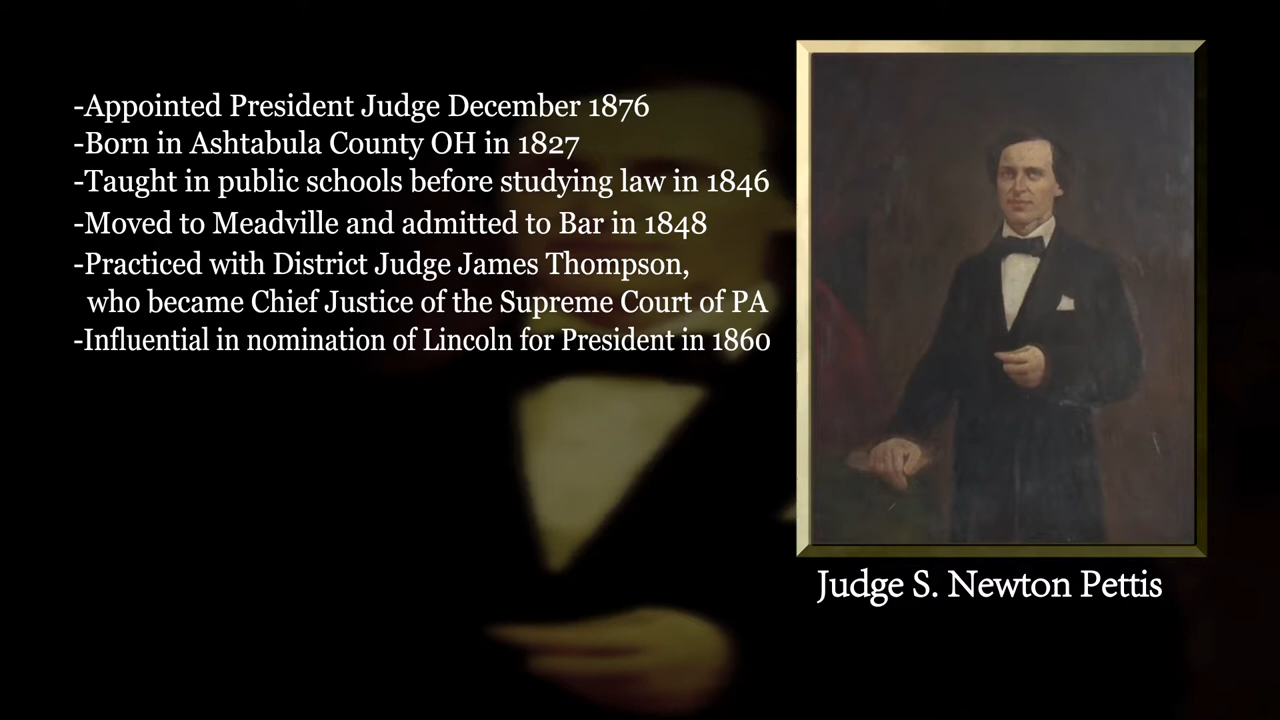 -Appointed President Judge December 1876
-Born in Ashtabula County OH in 1827
-Taught in public schools before studying law in 1846
-Moved to Meadville and admitted to Bar in 1848
-Practiced with District Judge James Thompson,
who became Chief Justice of the Supreme Court of PA
-Influential in nomination of Lincoln for President in 1860
Judge S. Newton Pettis